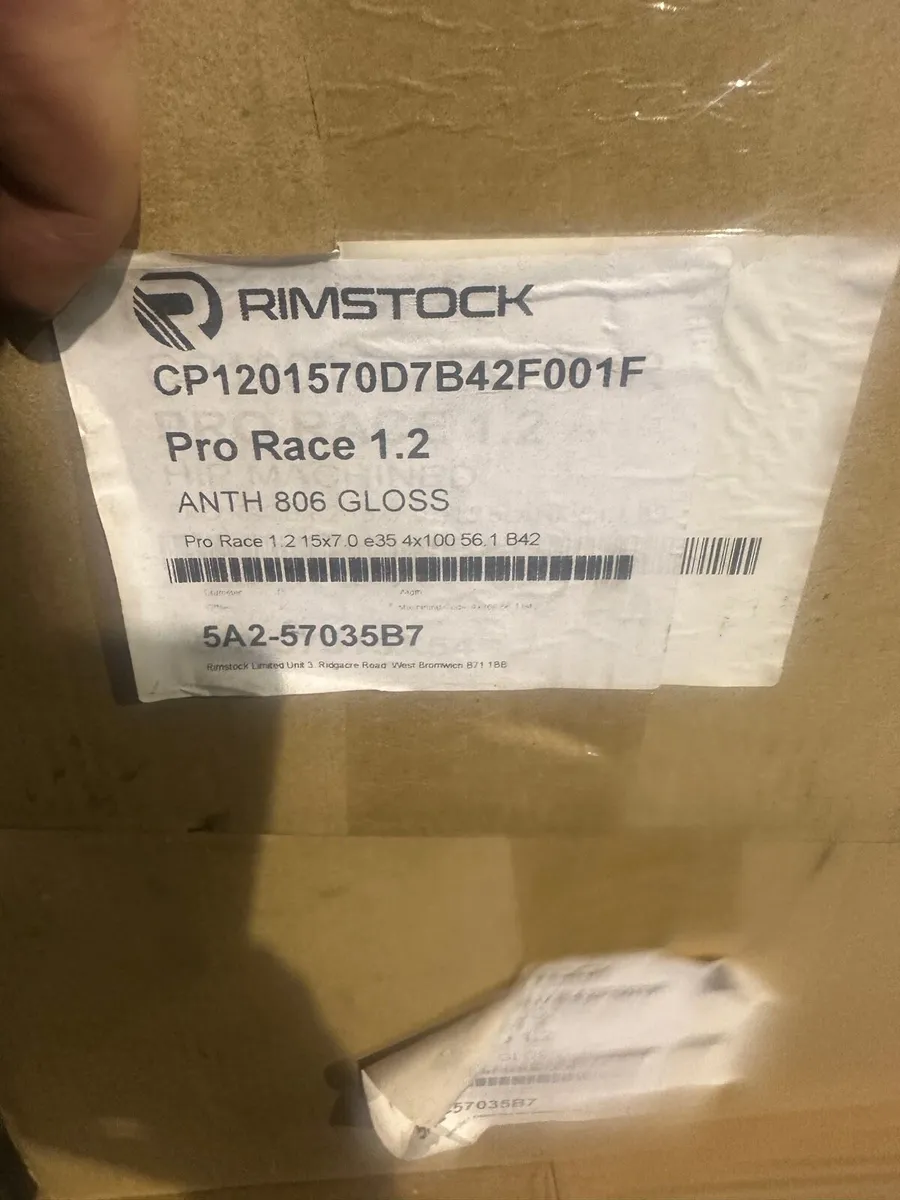 RIMSTOCK
CP1201570D7B42F001F
Pro Race 1.2
ANTH 806 GLOSS
Pro Race 1.2 15x7.0 e35 4x100 56.1 B42
Diameter
5A2-57035B7
Rimstock Limited Unit 3, Ridgacre Road, West Bromwich B71 1BB
57035B7